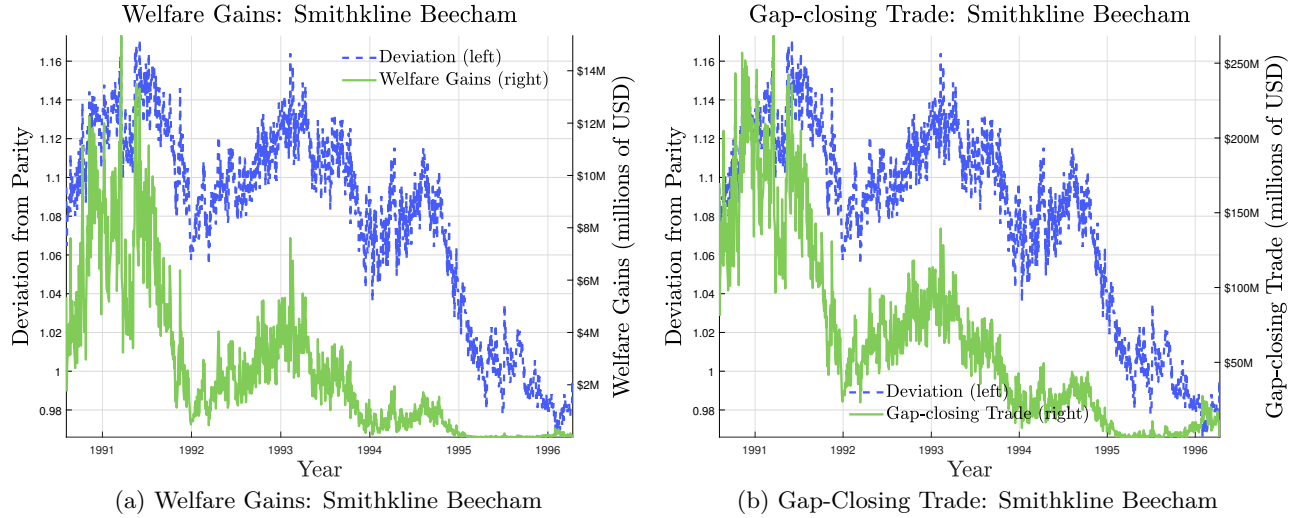 Welfare Gains: Smithkline Beecham
Deviation (left)
Welfare Gains (right)
Deviation from Parity
1.16
1.14
1.12
1.1
1.08
1.06
1.04
1.02
1
0.98
$14M
$12M
$10M
$8M
$6M
$4M
$2M
Welfare Gains (millions of USD)
1991 1992 1993 1994 1995 1996
Year
(a) Welfare Gains: Smithkline Beecham
Gap-closing Trade: Smithkline Beecham
Deviation from Parity
1.16
1.14
1.12
1.1
1.08
1.06
1.04
1.02
1
0.98
$250M
$200M
$150M
$100M
$50M
Gap-closing Trade (millions of USD)
Deviation (left)
Gap-closing Trade (right)
1991 1992 1993 1994 1995 1996
Year
(b) Gap-Closing Trade: Smithkline Beecham